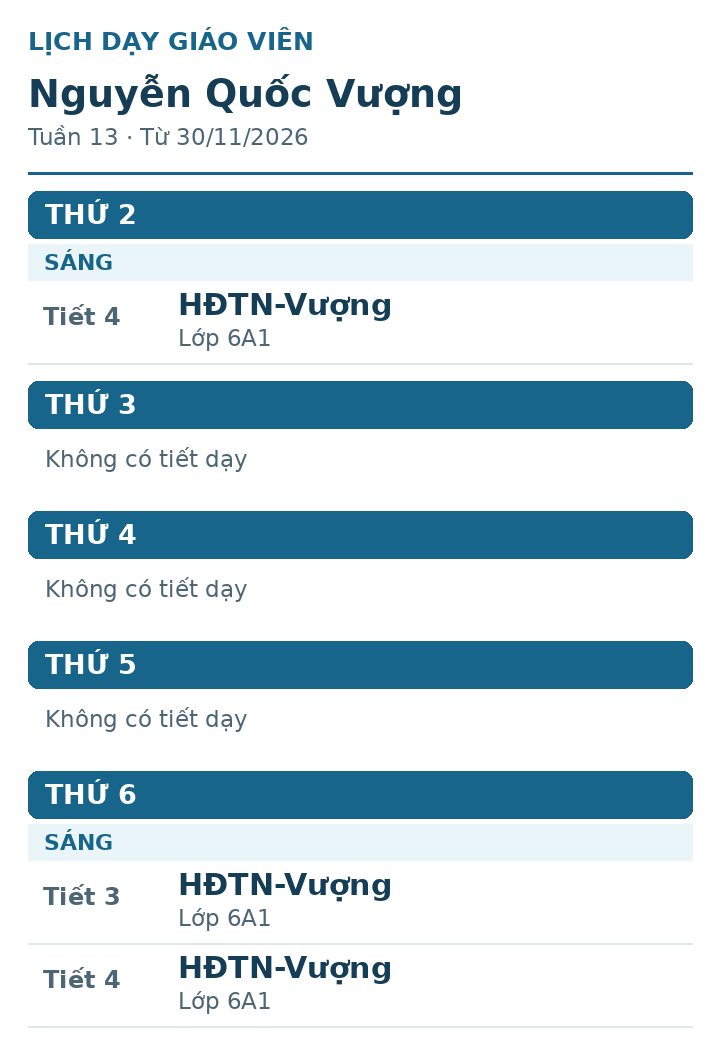 LỊCH DẠY GIÁO VIÊN
Nguyễn Quốc Vượng
Tuần 13 · Từ 30/11/2026
THỨ 2
SÁNG
Tiết 4
HĐTN-Vượng
Lớp 6A1
THỨ 3
Không có tiết dạy
THỨ 4
Không có tiết dạy
THỨ 5
Không có tiết dạy
THỨ 6
SÁNG
Tiết 3
HĐTN-Vượng
Lớp 6A1
Tiết 4
HĐTN-Vượng
Lớp 6A1